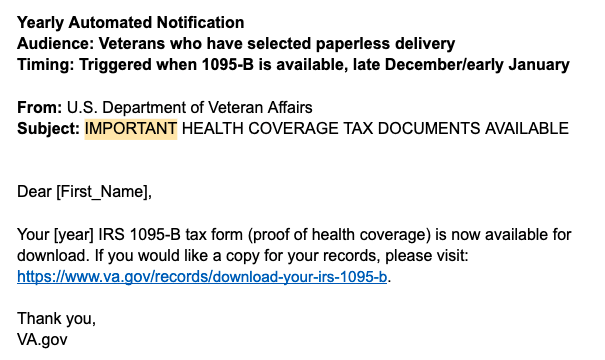 Yearly Automated Notification
Audience: Veterans who have selected paperless delivery
Timing: Triggered when 1095-B is available, late December/early January
From: U.S. Department of Veteran Affairs
Subject: IMPORTANT HEALTH COVERAGE TAX DOCUMENTS AVAILABLE
Dear [First_Name],
Your [year] IRS 1095-B tax form (proof of health coverage) is now available for
download. If you would like a copy for your records, please visit:
https://www.va.gov/records/download-your-irs-1095-b.
Thank you,
VA.gov